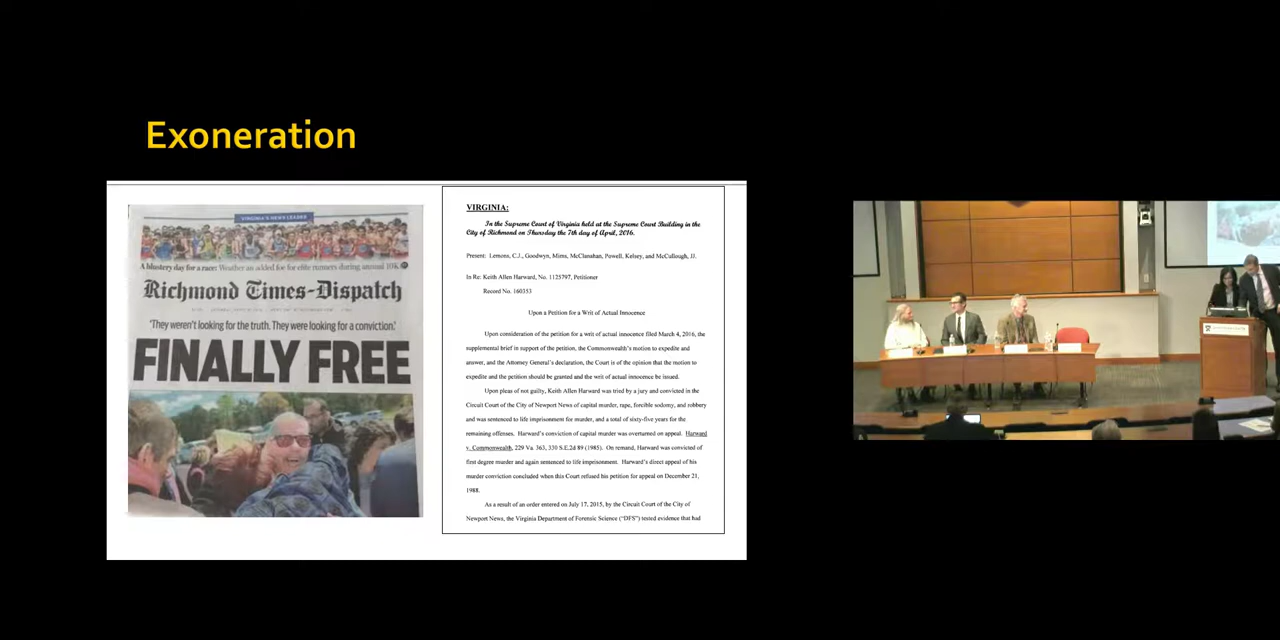 Exoneration
VIRGINIA'S NEWS LEADER
A blustery day for a race: Weather an added foe for elite runners during annual 10K
Richmond Times-Dispatch
'They weren't looking for the truth. They were looking for a conviction.'
FINALLY FREE
VIRGINIA:
In the Supreme Court of Virginia held at the Supreme Court Building in the
City of Richmond on Thursday the 7th day of April, 2016.
Present: Lemons, C.J., Goodwyn, Mims, McClanahan, Powell, Kelsey, and McCullough, JJ.
In Re: Keith Allen Harward, No. 1125797, Petitioner
Record No. 160353
Upon a Petition for a Writ of Actual Innocence
Upon consideration of the petition for a writ of actual innocence filed March 4, 2016, the
supplemental brief in support of the petition, the Commonwealth's motion to expedite and
answer, and the Attorney General's declaration, the Court is of the opinion that the motion to
expedite and the petition should be granted and the writ of actual innocence be issued.
Upon pleas of not guilty, Keith Allen Harward was tried by a jury and convicted in the
Circuit Court of the City of Newport News of capital murder, rape, forcible sodomy, and robbery
and was sentenced to life imprisonment for murder, and a total of sixty-five years for the
remaining offenses. Harward's conviction of capital murder was overturned on appeal. Harward
v. Commonwealth, 229 Va. 363, 330 S.E.2d 89 (1985). On remand, Harward was convicted of
first degree murder and again sentenced to life imprisonment. Harward's direct appeal of his
murder conviction concluded when this Court refused his petition for appeal on December 21,
1988.
As a result of an order entered on July 17, 2015, by the Circuit Court of the City of
Newport News, the Virginia Department of Forensic Science ("DFS") tested evidence that had